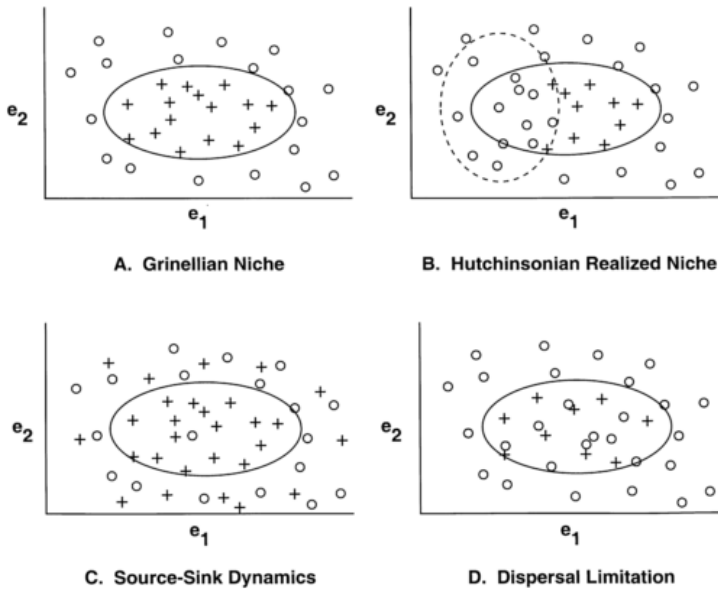 e2
e1
A. Grinellian Niche
e2
e1
B. Hutchinsonian Realized Niche
e2
e1
C. Source-Sink Dynamics
e2
e1
D. Dispersal Limitation